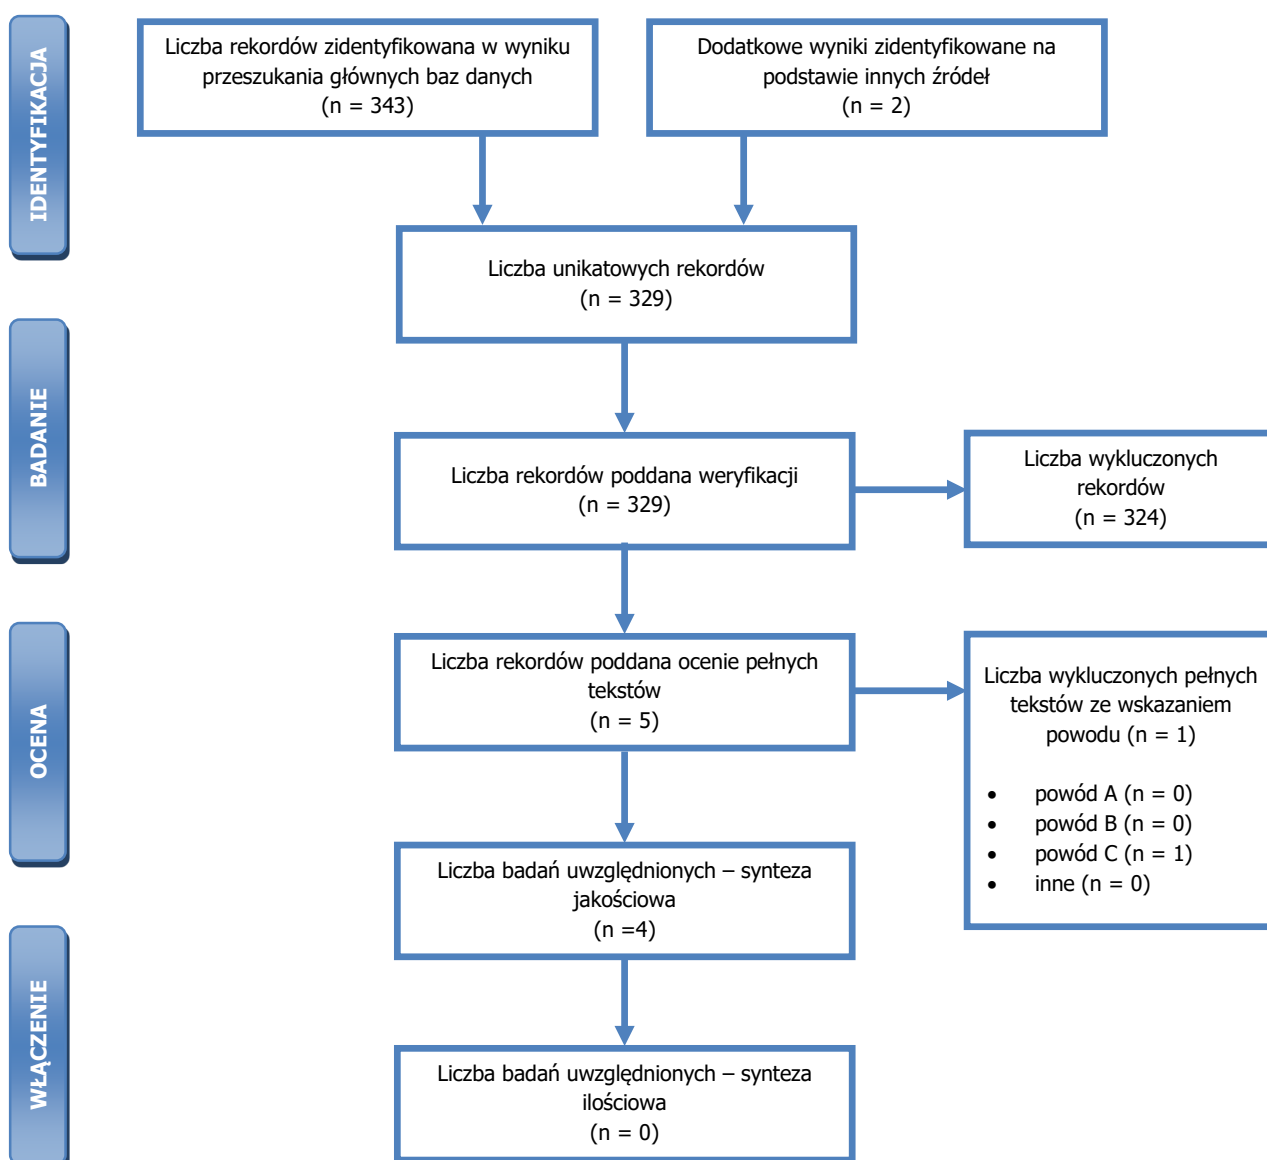 IDENTYFIKACJA
Liczba rekordów zidentyfikowana w wyniku
przeszukania głównych baz danych
(n = 343)
Dodatkowe wyniki zidentyfikowane na
podstawie innych źródeł
(n = 2)
Liczba unikatowych rekordów
(n = 329)
BADANIE
Liczba rekordów poddana weryfikacji
(n = 329)
Liczba wykluczonych
rekordów
(n = 324)
OCENA
Liczba rekordów poddana ocenie pełnych
tekstów
(n = 5)
Liczba wykluczonych pełnych
tekstów ze wskazaniem
powodu (n = 1)
• powód A (n = 0)
• powód B (n = 0)
• powód C (n = 1)
• inne (n = 0)
Liczba badań uwzględnionych – synteza
jakościowa
(n =4)
WŁĄCZENIE
Liczba badań uwzględnionych – synteza
ilościowa
(n = 0)